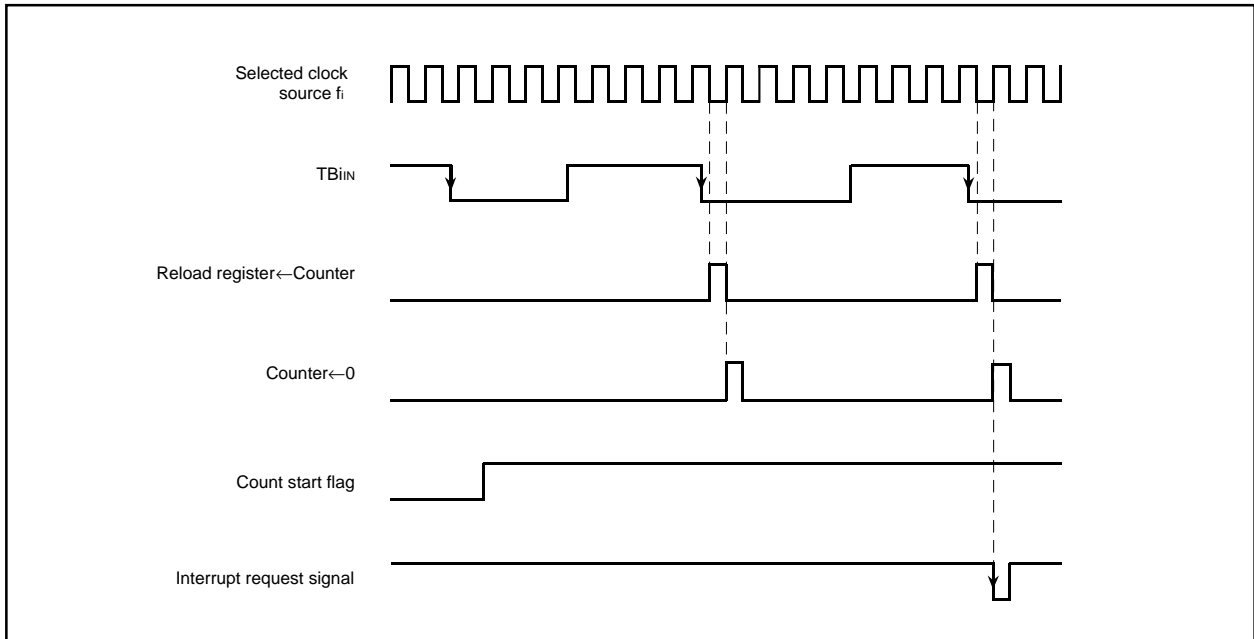 Selected clock
source fi
TBiIN
Reload register←Counter
Counter←0
Count start flag
Interrupt request signal